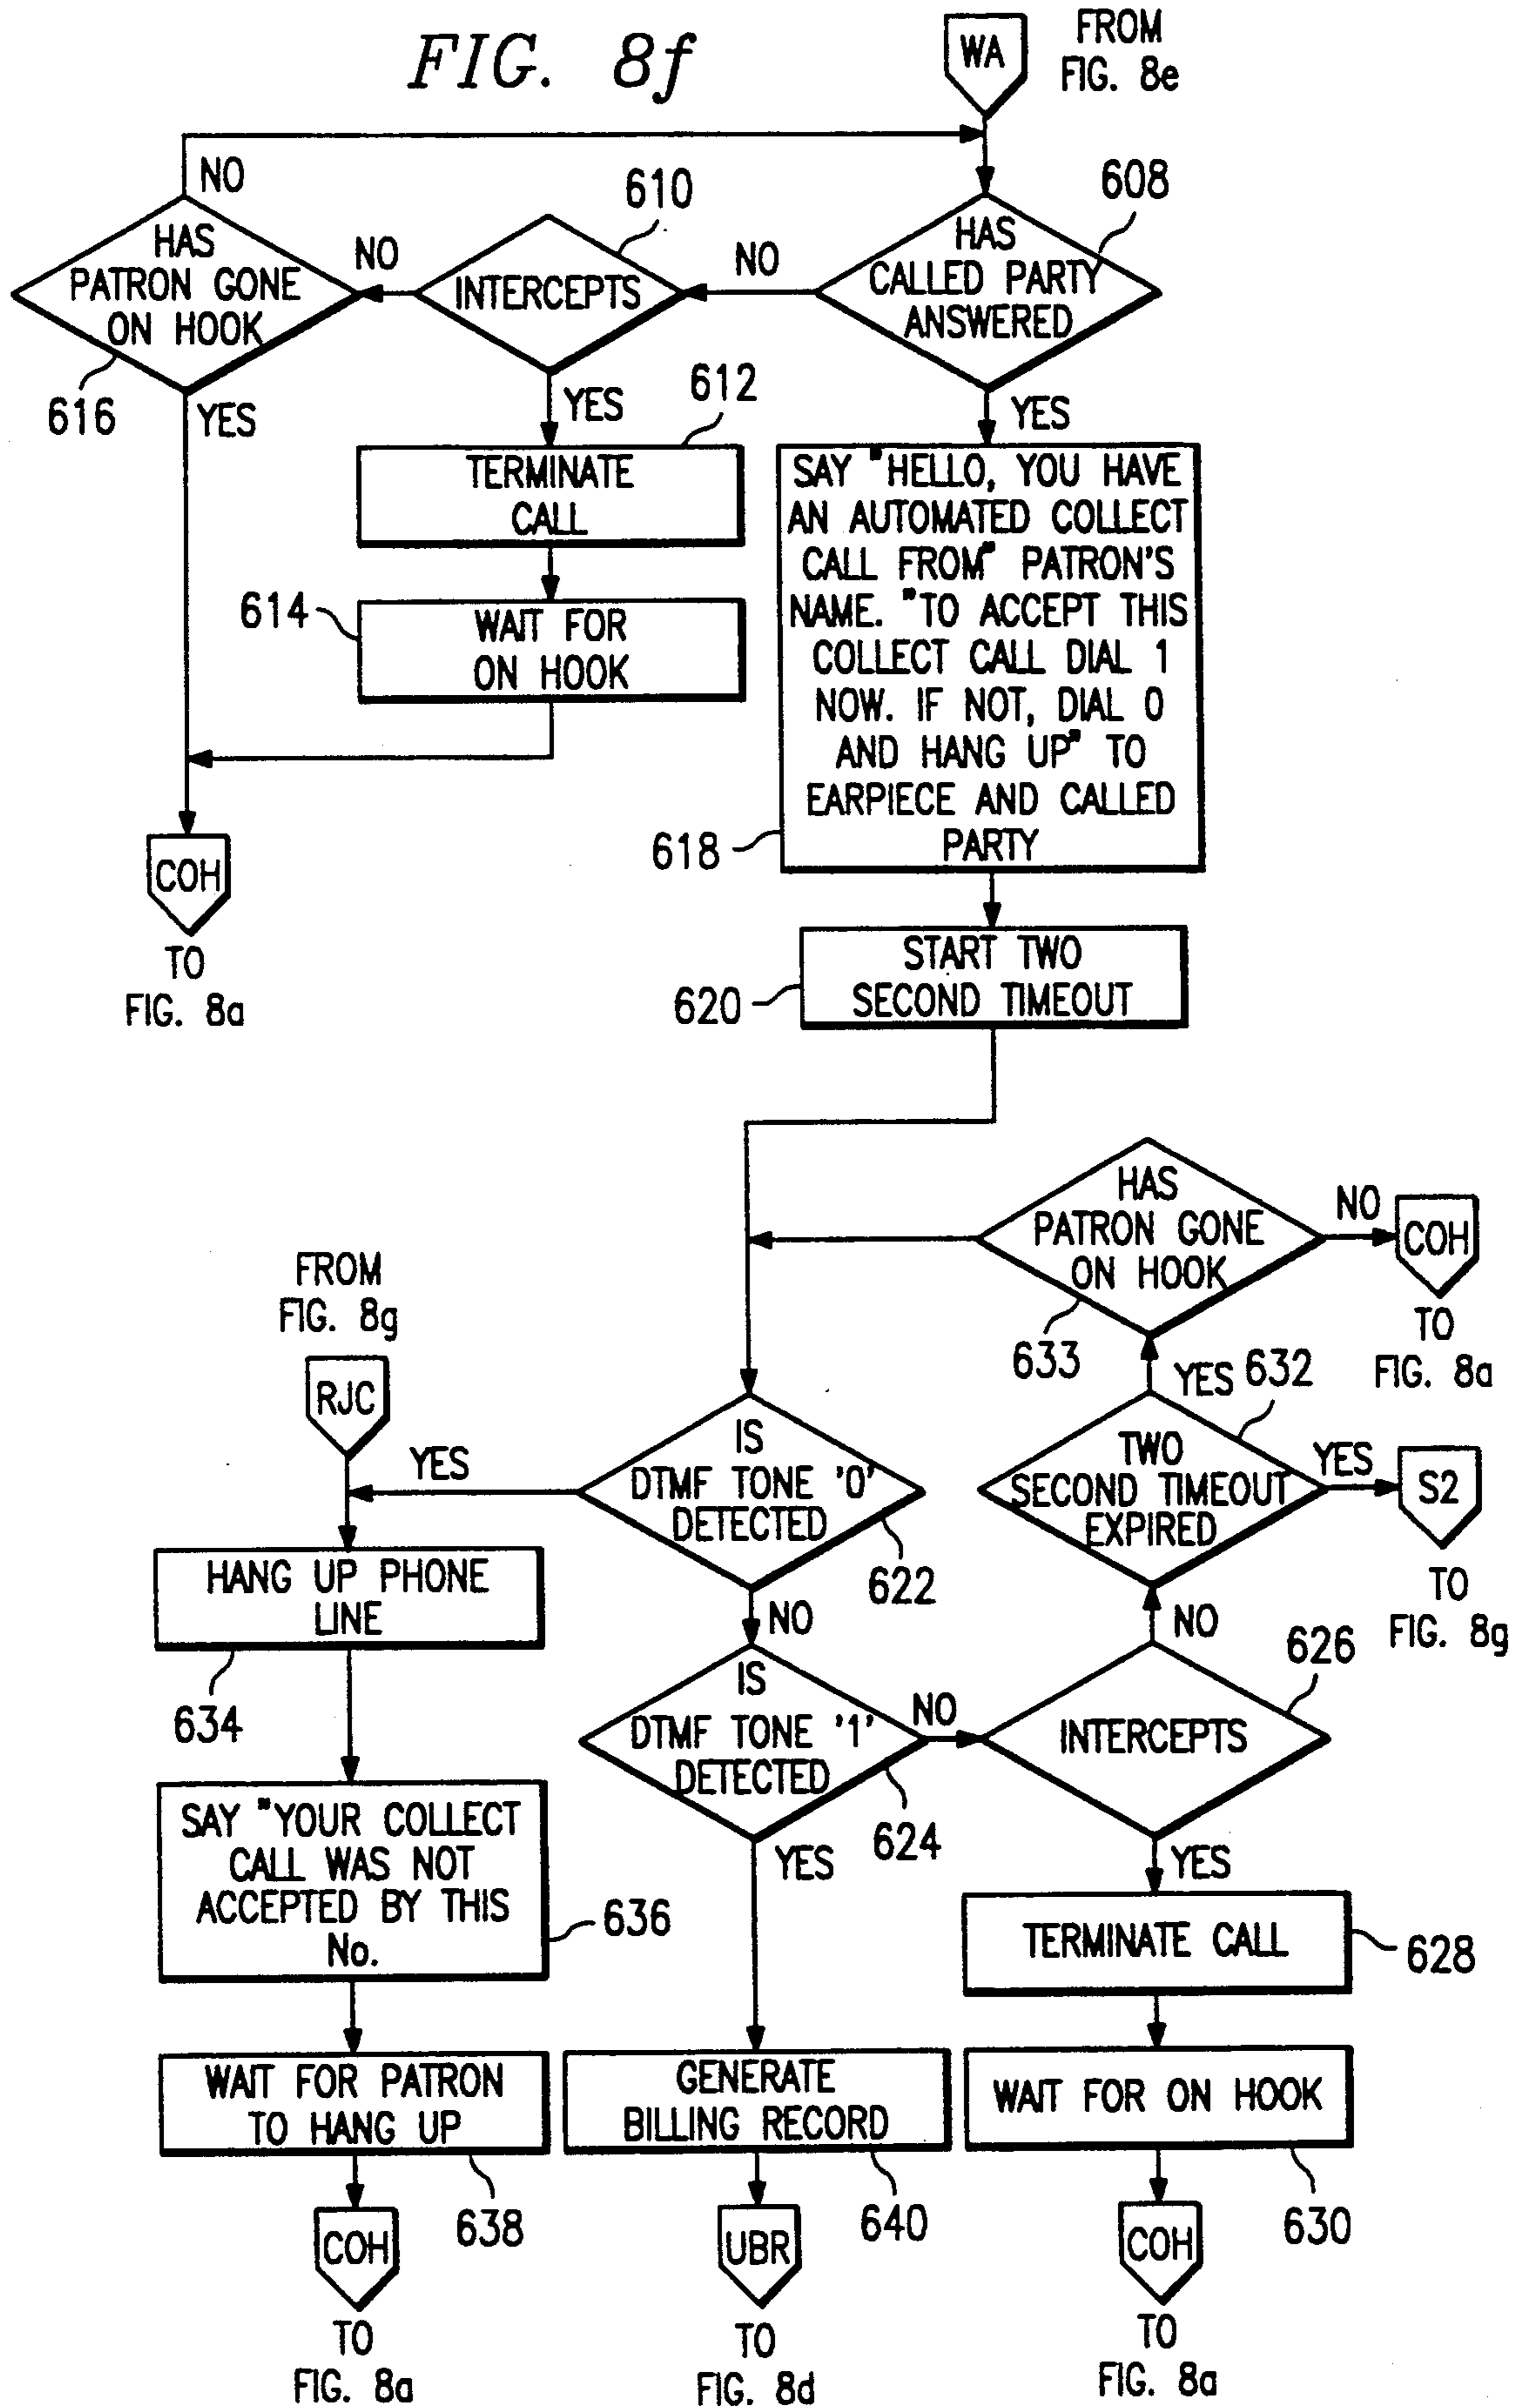 FIG. 8f
WA
FROM
FIG. 8e
NO
HAS
PATRON GONE
ON HOOK
616
YES
NO
610
INTERCEPTS
YES
NO
608
HAS
CALLED PARTY
ANSWERED
YES
612
TERMINATE
CALL
614
WAIT FOR
ON HOOK
COH
TO
FIG. 8a
SAY "HELLO, YOU HAVE
AN AUTOMATED COLLECT
CALL FROM" PATRON'S
NAME. "TO ACCEPT THIS
COLLECT CALL DIAL 1
NOW. IF NOT, DIAL 0
AND HANG UP" TO
EARPIECE AND CALLED
PARTY
618
START TWO
SECOND TIMEOUT
620
HAS
PATRON GONE
ON HOOK
633
NO
COH
TO
FIG. 8a
FROM
FIG. 8g
RJC
YES
IS
DTMF TONE '0'
DETECTED
622
NO
YES
632
TWO
SECOND TIMEOUT
EXPIRED
YES
S2
TO
FIG. 8g
NO
HANG UP PHONE
LINE
634
IS
DTMF TONE '1'
DETECTED
624
NO
YES
626
INTERCEPTS
YES
SAY "YOUR COLLECT
CALL WAS NOT
ACCEPTED BY THIS
No.
636
TERMINATE CALL
628
WAIT FOR PATRON
TO HANG UP
638
GENERATE
BILLING RECORD
640
WAIT FOR ON HOOK
630
COH
TO
FIG. 8a
UBR
TO
FIG. 8d
COH
TO
FIG. 8a